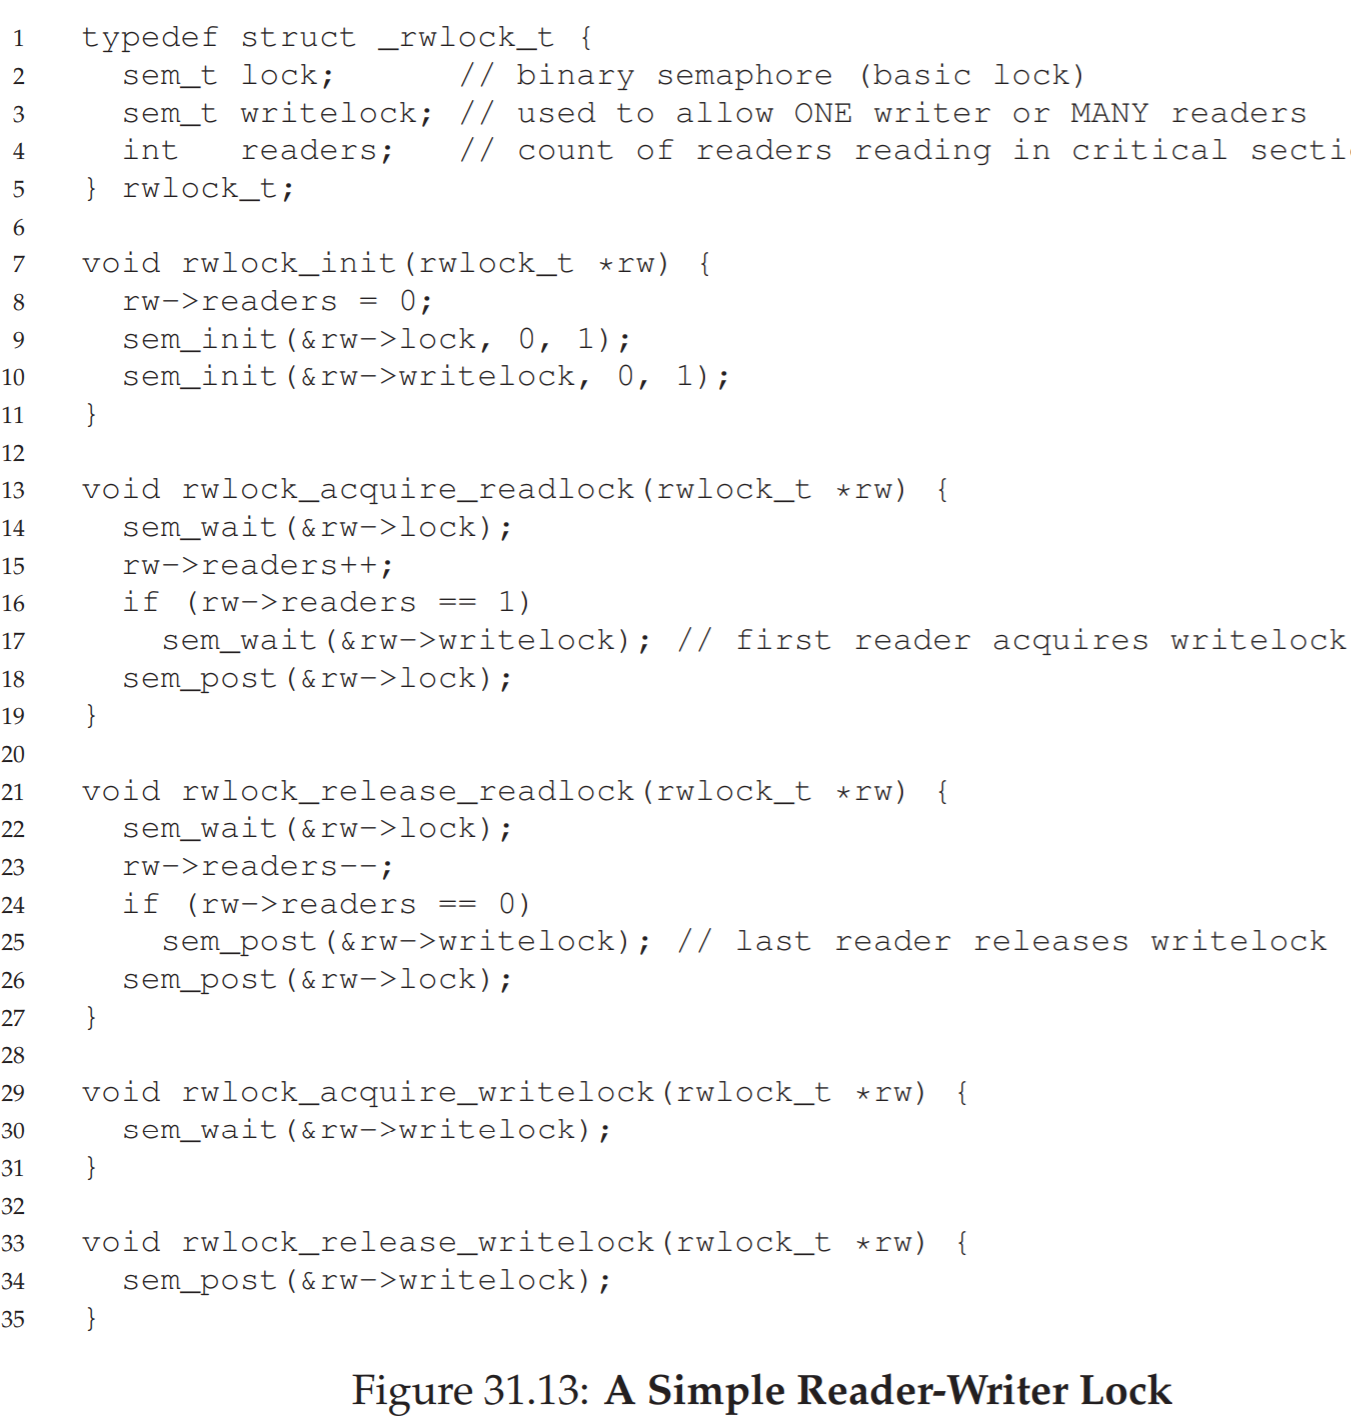 1 typedef struct _rwlock_t {
2 sem_t lock; // binary semaphore (basic lock)
3 sem_t writelock; // used to allow ONE writer or MANY readers
4 int readers; // count of readers reading in critical
5 } rwlock_t;
6
7 void rwlock_init(rwlock_t *rw) {
8 rw->readers = 0;
9 sem_init(&rw->lock, 0, 1);
10 sem_init(&rw->writelock, 0, 1);
11 }
12
13 void rwlock_acquire_readlock(rwlock_t *rw) {
14 sem_wait(&rw->lock);
15 rw->readers++;
16 if (rw->readers == 1)
17 sem_wait(&rw->writelock); // first reader acquires writelock
18 sem_post(&rw->lock);
19 }
20
21 void rwlock_release_readlock(rwlock_t *rw) {
22 sem_wait(&rw->lock);
23 rw->readers--;
24 if (rw->readers == 0)
25 sem_post(&rw->writelock); // last reader releases writelock
26 sem_post(&rw->lock);
27 }
28
29 void rwlock_acquire_writelock(rwlock_t *rw) {
30 sem_wait(&rw->writelock);
31 }
32
33 void rwlock_release_writelock(rwlock_t *rw) {
34 sem_post(&rw->writelock);
35 }
Figure 31.13: A Simple Reader-Writer Lock